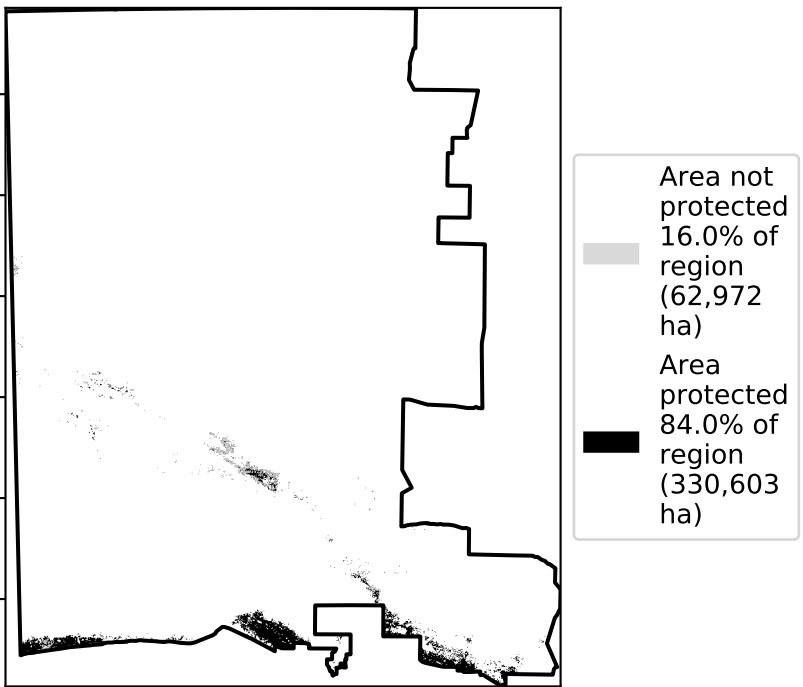 Area not
protected
16.0% of
region
(62,972
ha)
Area
protected
84.0% of
region
(330,603
ha)